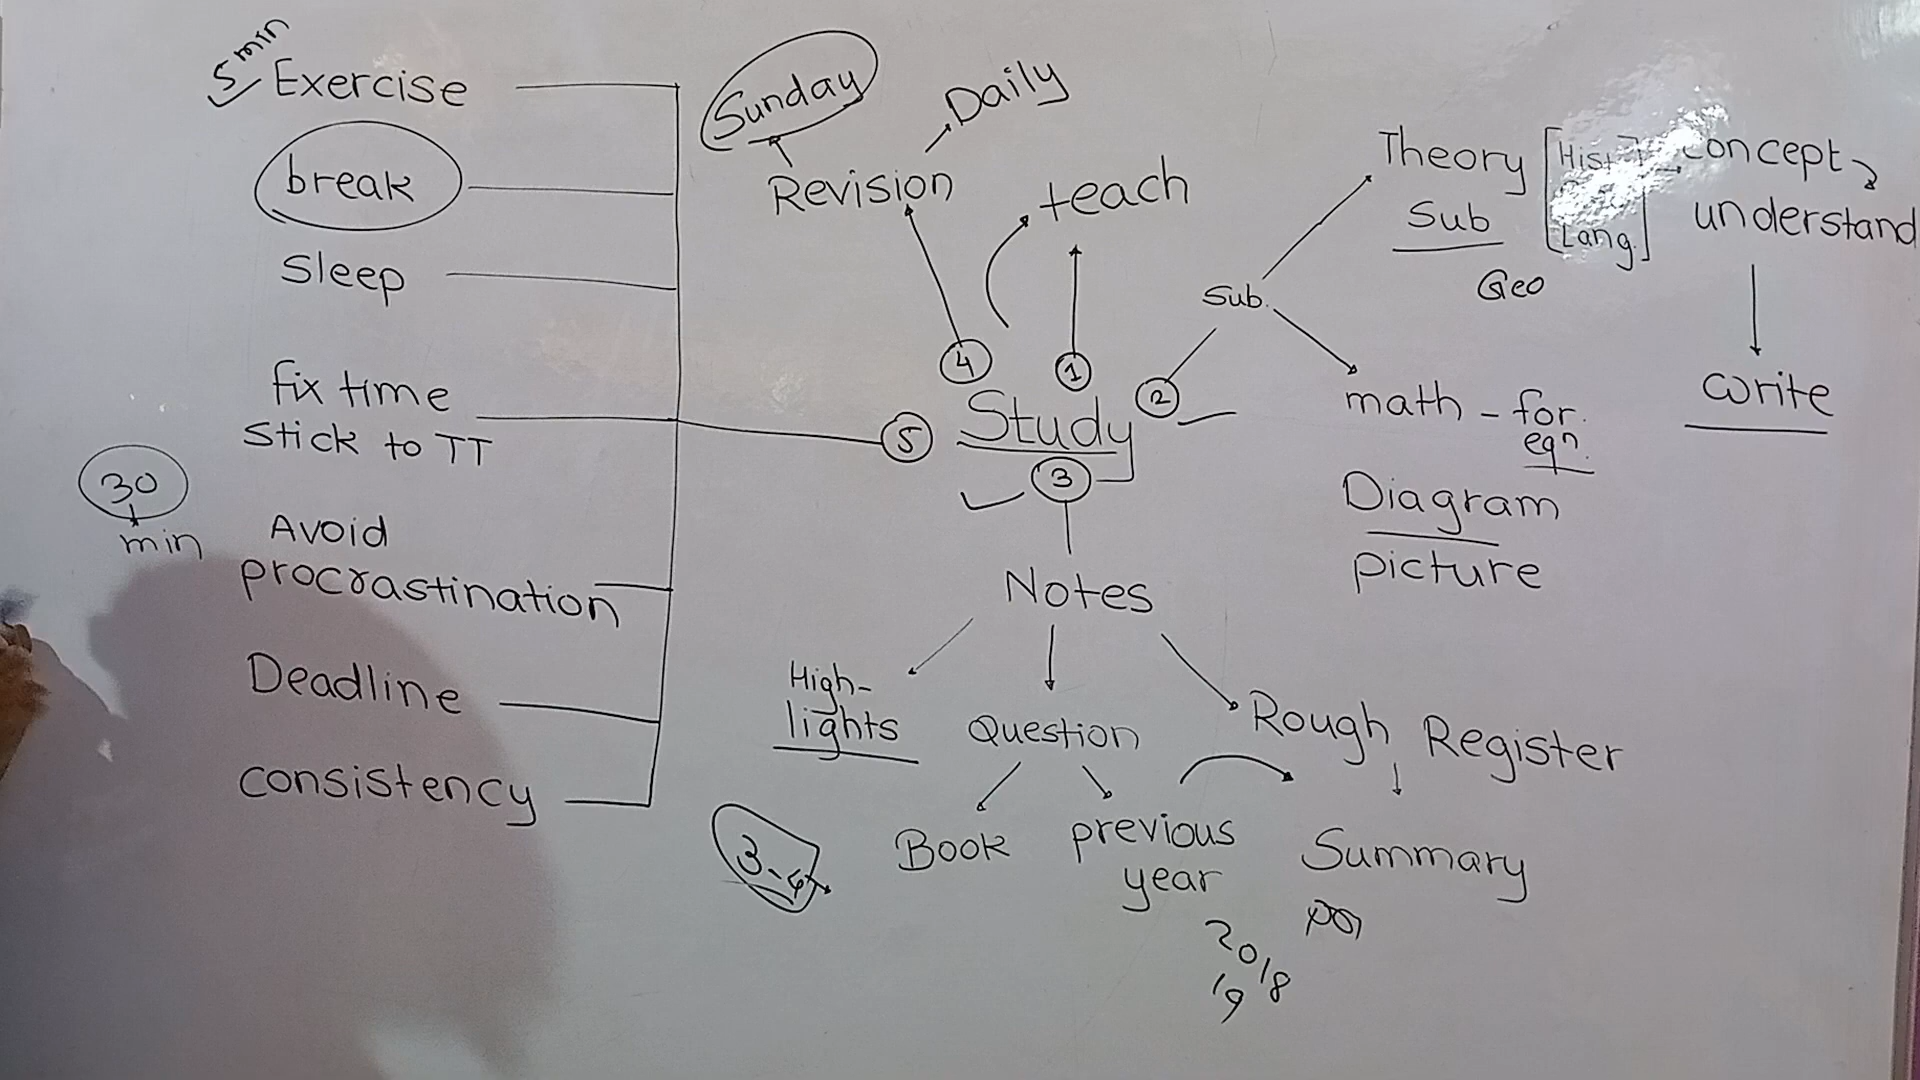 5 min
Exercise
break
Sleep
fix time
Stick to TT
30
min
Avoid
procrastination
Deadline
consistency
Sunday
Daily
Revision
teach
4
1
2
5
Study
3
Sub.
Theory
Sub
[Hist
Lang.]
Geo
concept
understand
write
math - for.
eqn.
Diagram
picture
Notes
High-
lights
Question
Rough Register
Book
previous
year
Summary
2018
19